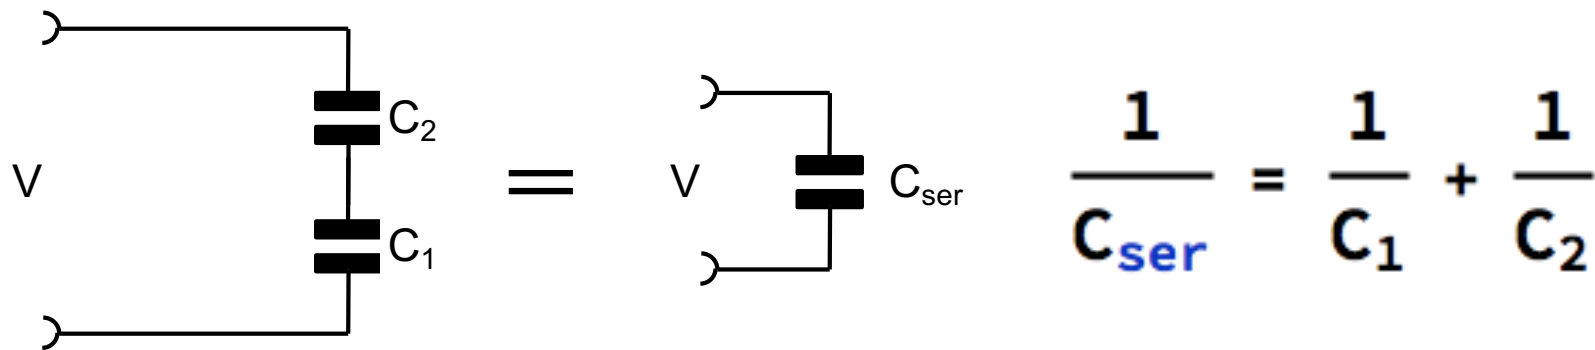 V
C₂
C₁
=
V
Cser
1/Cser = 1/C₁ + 1/C₂